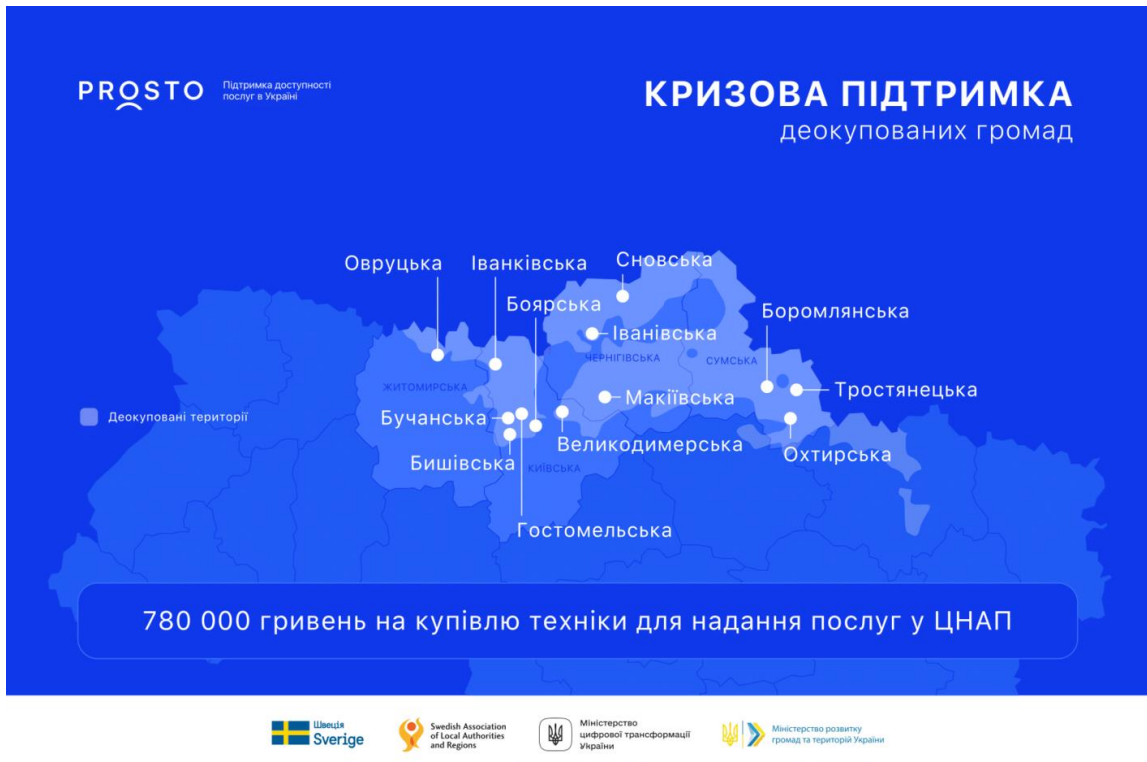 PROSTO
Підтримка доступності
послуг в Україні
КРИЗОВА ПІДТРИМКА
деокупованих громад
Овруцька
Іванківська
Сновська
Боярська
Боромлянська
Іванівська
ЧЕРНІГІВСЬКА
СУМСЬКА
ЖИТОМИРСЬКА
Макіївська
Тростянецька
Деокуповані території
Бучанська
Великодимерська
Охтирська
Бишівська
КИЇВСЬКА
Гостомельська
780 000 гривень на купівлю техніки для надання послуг у ЦНАП
Швеція
Sverige
Swedish Association
of Local Authorities
and Regions
Міністерство
цифрової трансформації
України
Міністерство розвитку
громад та територій України